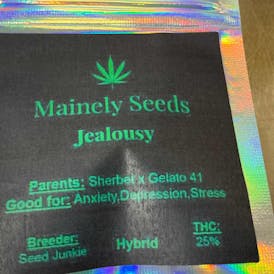 Mainely Seeds
Jealousy
Parents: Sherbet x Gelato 41
Good for: Anxiety,Depression,Stress
Breeder:
Seed Junkie
Hybrid
THC:
25%